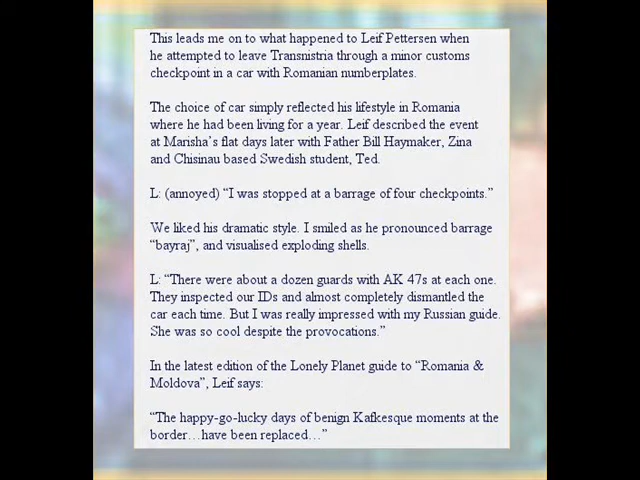 This leads me on to what happened to Leif Pettersen when
he attempted to leave Transnistria through a minor customs
checkpoint in a car with Romanian numberplates.
The choice of car simply reflected his lifestyle in Romania
where he had been living for a year. Leif described the event
at Marisha's flat days later with Father Bill Haymaker, Zina
and Chisinau based Swedish student, Ted.
L: (annoyed) “I was stopped at a barrage of four checkpoints.”
We liked his dramatic style. I smiled as he pronounced barrage
“bayraj”, and visualised exploding shells.
L: “There were about a dozen guards with AK 47s at each one.
They inspected our IDs and almost completely dismantled the
car each time. But I was really impressed with my Russian guide.
She was so cool despite the provocations.”
In the latest edition of the Lonely Planet guide to “Romania &
Moldova”, Leif says:
“The happy-go-lucky days of benign Kafkesque moments at the
border…have been replaced…”